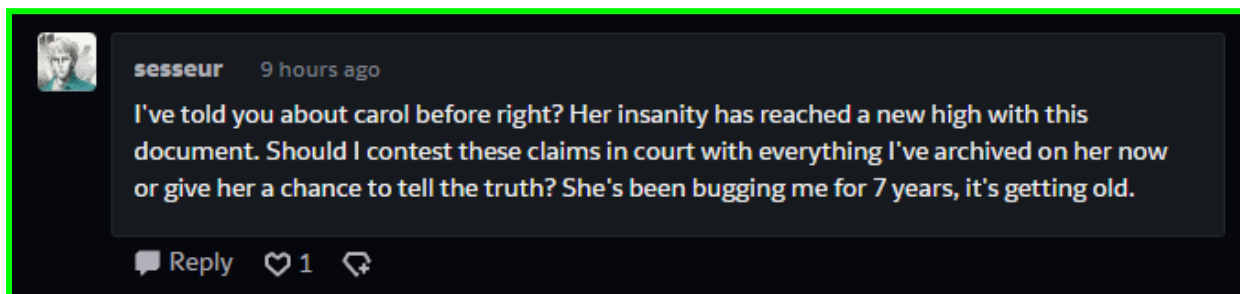 sesseur 9 hours ago
I've told you about carol before right? Her insanity has reached a new high with this
document. Should I contest these claims in court with everything I've archived on her now
or give her a chance to tell the truth? She's been bugging me for 7 years, it's getting old.
Reply 1